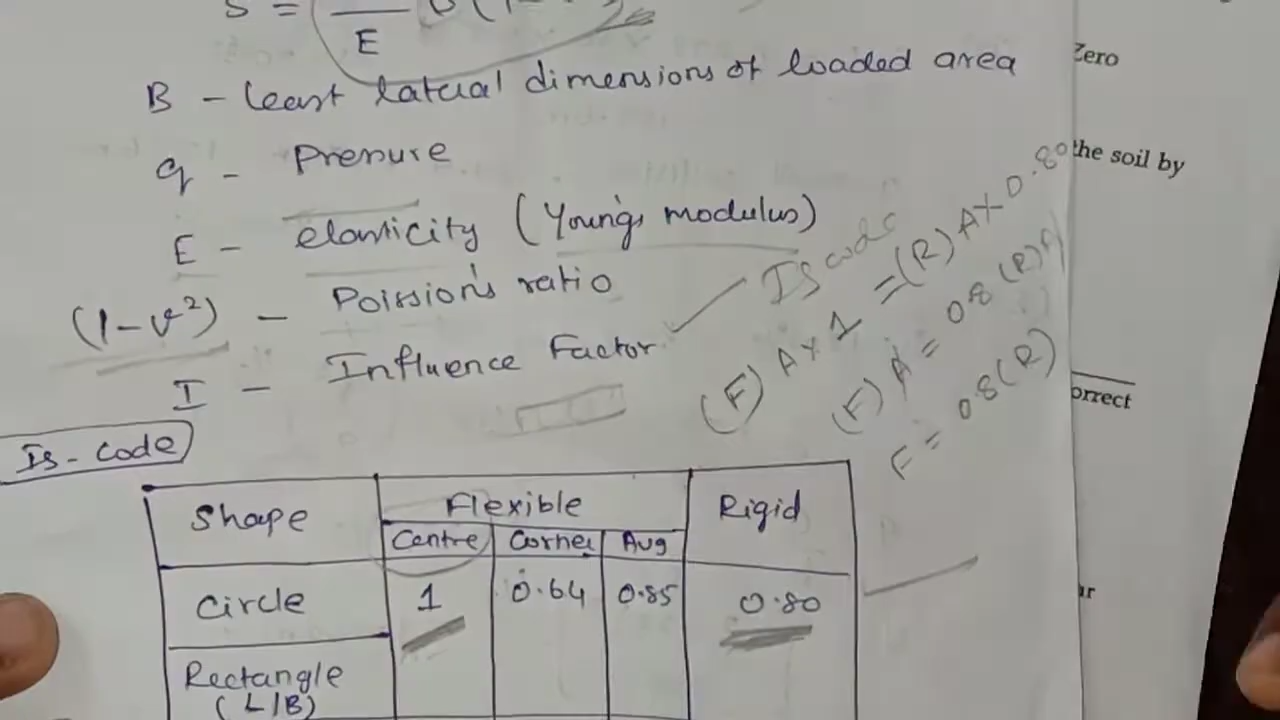 S =
E
B - Least lateral dimensions of loaded area
q - Pressure
E - elasticity (Young's modulus)
(1-ν²) - Poission's ratio
I - Influence Factor
IS code
(F) A x 1 = (R) A x 0.80
(F) A = 0.8 (R) A
F = 0.8 (R)
Is-code
Shape Flexible Rigid
Centre Corner Avg
Circle 1 0.64 0.85 0.80
Rectangle
(L/B)
Zero
the soil by
orrect